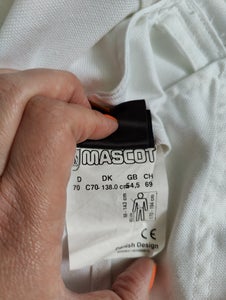 MASCOT
D DK GB CH
70 C70- 138.0 cm 54,5 69
Danish Design